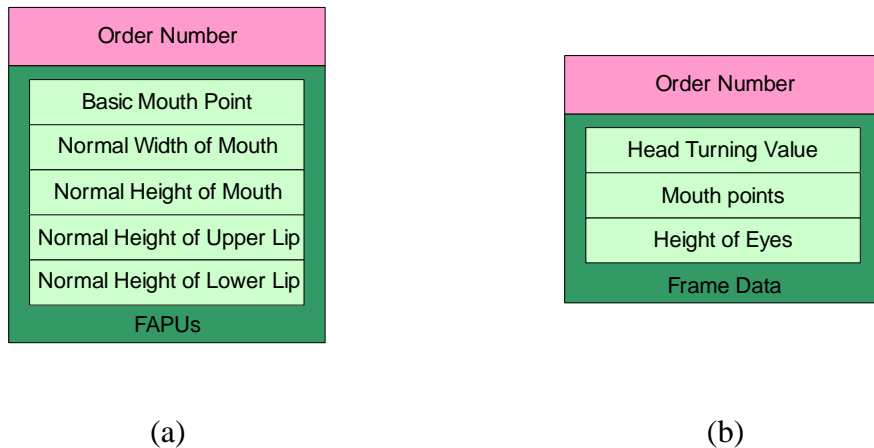 Order Number
Basic Mouth Point
Normal Width of Mouth
Normal Height of Mouth
Normal Height of Upper Lip
Normal Height of Lower Lip
FAPUs
(a)
Order Number
Head Turning Value
Mouth points
Height of Eyes
Frame Data
(b)